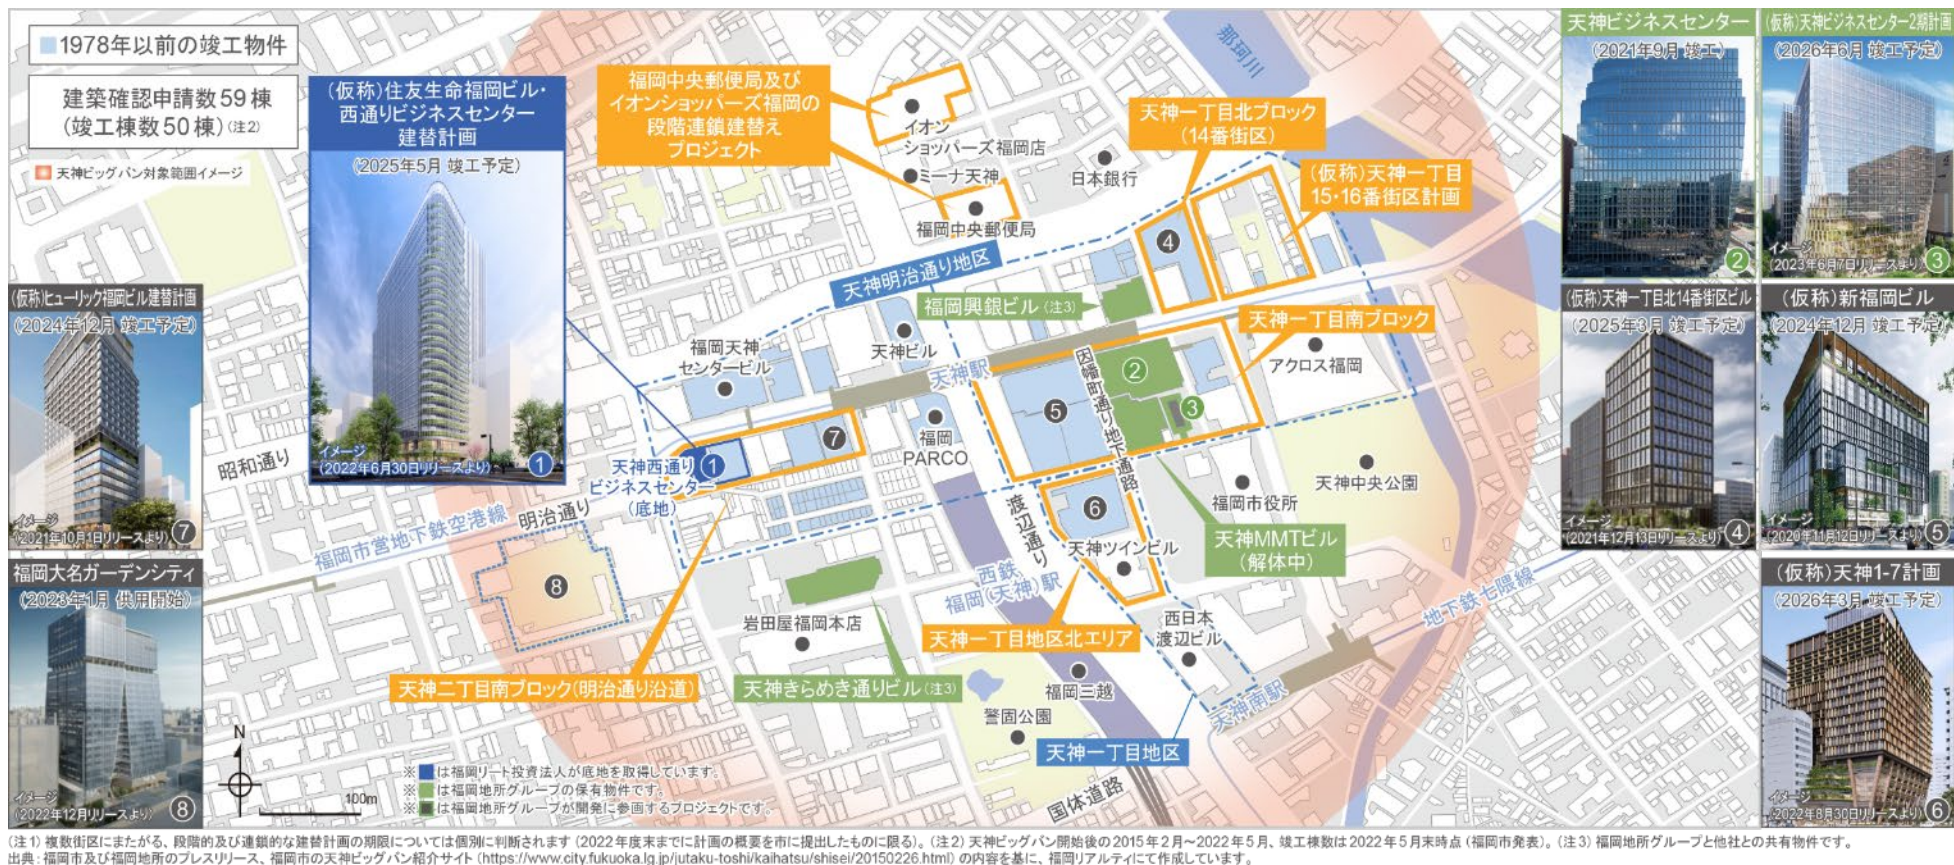 1978年以前の竣工物件
建築確認申請数59棟
(竣工棟数50棟)(注2)
天神ビッグバン対象範囲イメージ
(仮称)住友生命福岡ビル・
西通りビジネスセンター
建替計画
(2025年5月 竣工予定)
イメージ
(2022年6月30日リリースより)
1
福岡中央郵便局及び
イオンショッパーズ福岡の
段階連鎖建替え
プロジェクト
イオン
ショッパーズ福岡店
ミーナ天神
福岡中央郵便局
日本銀行
那珂川
天神一丁目北ブロック
(14番街区)
(仮称)天神一丁目
15・16番街区計画
4
天神明治通り地区
福岡興銀ビル(注3)
天神一丁目南ブロック
福岡天神
センタービル
天神ビル
天神駅
因幡町通り地下通路
アクロス福岡
2
3
5
7
1
福岡
PARCO
昭和通り
天神西通り
ビジネスセンター
(底地)
明治通り
福岡市営地下鉄空港線
渡辺通り
6
福岡市役所
天神中央公園
天神ツインビル
天神MMTビル
(解体中)
8
西鉄
福岡(天神)駅
地下鉄七隈線
岩田屋福岡本店
天神一丁目地区北エリア
西日本
渡辺ビル
天神二丁目南ブロック(明治通り沿道)
天神きらめき通りビル(注3)
福岡三越
天神南駅
警固公園
天神一丁目地区
国体道路
N
100m
※ は福岡リート投資法人が底地を取得しています。
※ は福岡地所グループの保有物件です。
※ は福岡地所グループが開発に参画するプロジェクトです。
(仮称)ヒューリック福岡ビル建替計画
(2024年12月 竣工予定)
イメージ
(2021年10月1日リリースより)
7
福岡大名ガーデンシティ
(2023年1月 供用開始)
イメージ
(2022年12月リリースより)
8
天神ビジネスセンター
(2021年9月 竣工)
2
(仮称)天神ビジネスセンター2期計画
(2026年6月 竣工予定)
イメージ
(2023年6月7日リリースより)
3
(仮称)天神一丁目北14番街区ビル
(2025年3月 竣工予定)
イメージ
(2021年12月13日リリースより)
4
(仮称)新福岡ビル
(2024年12月 竣工予定)
イメージ
(2020年11月12日リリースより)
5
(仮称)天神1-7計画
(2026年3月 竣工予定)
イメージ
(2022年8月30日リリースより)
6
(注1) 複数街区にまたがる、段階的及び連鎖的な建替計画の期限については個別に判断されます(2022年度末までに計画の概要を市に提出したものに限る)。(注2) 天神ビッグバン開始後の2015年2月~2022年5月、竣工棟数は2022年5月末時点(福岡市発表)。(注3) 福岡地所グループと他社との共有物件です。
出典:福岡市及び福岡地所のプレスリリース、福岡市の天神ビッグバン紹介サイト(https://www.city.fukuoka.lg.jp/jutaku-toshi/kaihatsu/shisei/20150226.html)の内容を基に、福岡リアルティにて作成しています。